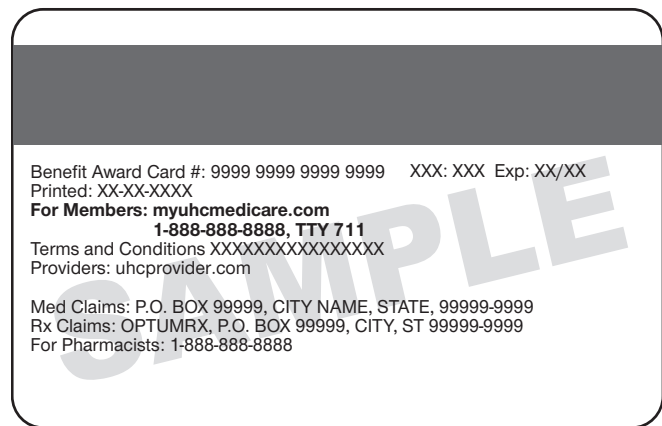 Benefit Award Card #: 9999 9999 9999 9999 XXX: XXX Exp: XX/XX
Printed: XX-XX-XXXX
For Members: myuhcmedicare.com
1-888-888-8888, TTY 711
Terms and Conditions XXXXXXXXXXXXXXXX
Providers: uhcprovider.com
SAMPLE
Med Claims: P.O. BOX 99999, CITY NAME, STATE, 99999-9999
Rx Claims: OPTUMRX, P.O. BOX 99999, CITY, ST 99999-9999
For Pharmacists: 1-888-888-8888